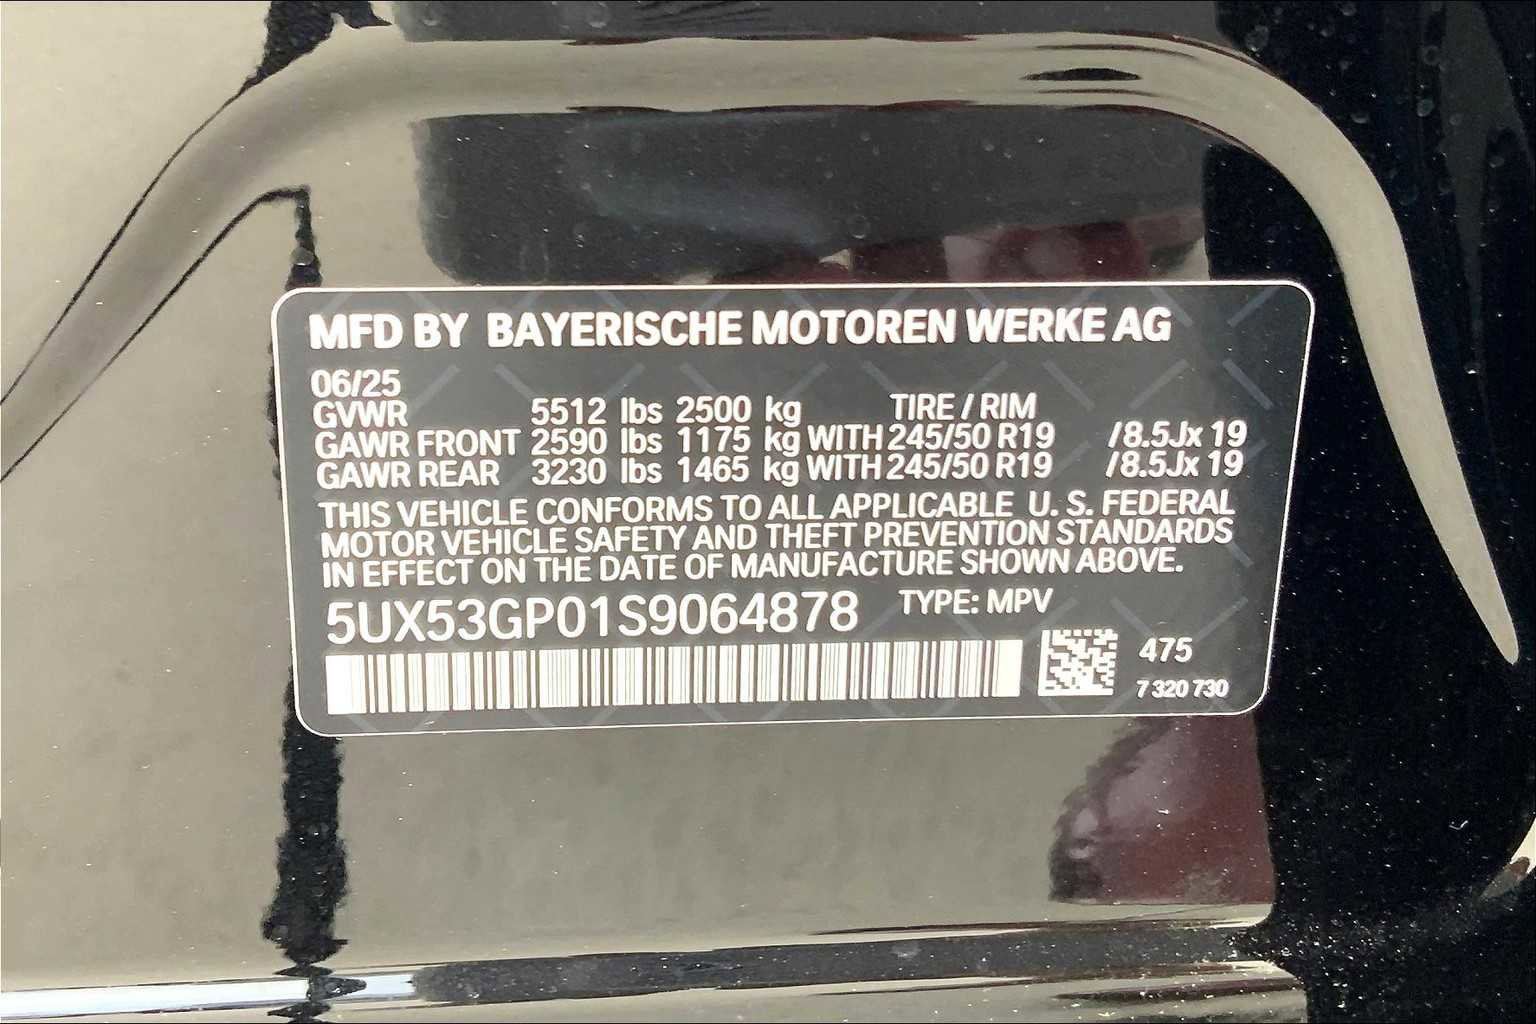 MFD BY BAYERISCHE MOTOREN WERKE AG
06/25
GVWR 5512 lbs 2500 kg TIRE / RIM
GAWR FRONT 2590 lbs 1175 kg WITH 245/50 R19 /8.5Jx 19
GAWR REAR 3230 lbs 1465 kg WITH 245/50 R19 /8.5Jx 19
THIS VEHICLE CONFORMS TO ALL APPLICABLE U. S. FEDERAL
MOTOR VEHICLE SAFETY AND THEFT PREVENTION STANDARDS
IN EFFECT ON THE DATE OF MANUFACTURE SHOWN ABOVE.
5UX53GP01S9064878 TYPE: MPV
475
7 320 730